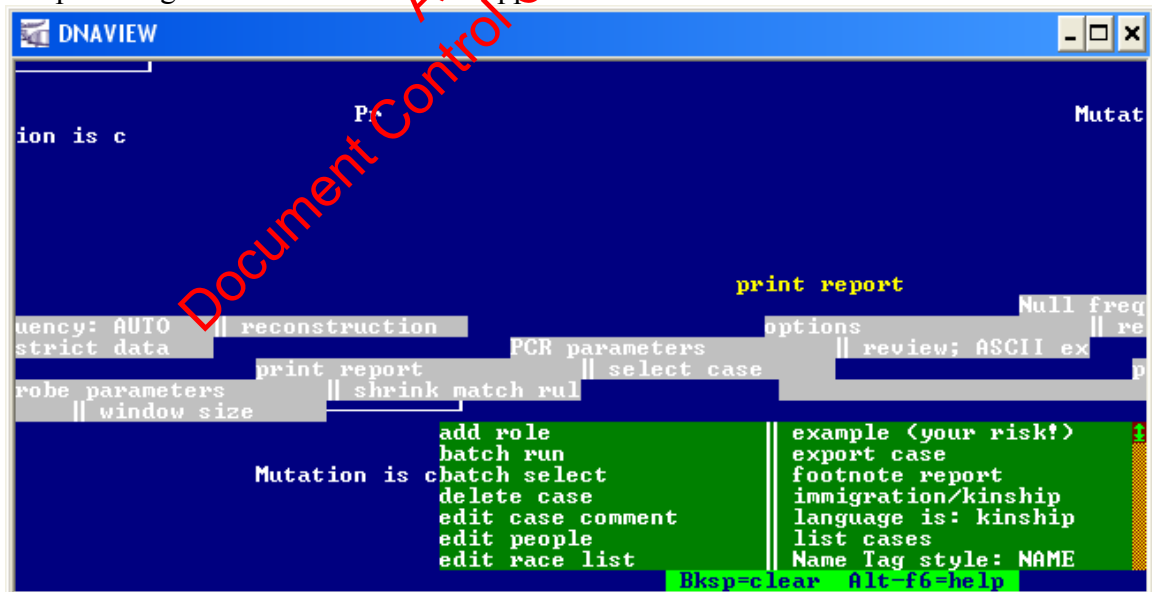 DNAVIEW
Document Control
Pr
Mutat
ion is c
print report
Null freq
uency: AUTO || reconstruction options || re
strict data PCR parameters || review; ASCII ex
print report || select case p
robe parameters || shrink match rul
|| window size
add role || example (your risk!)
batch run || export case
Mutation is c batch select || footnote report
delete case || immigration/kinship
edit case comment || language is: kinship
edit people || list cases
edit race list || Name Tag style: NAME
Bksp=clear Alt-f6=help